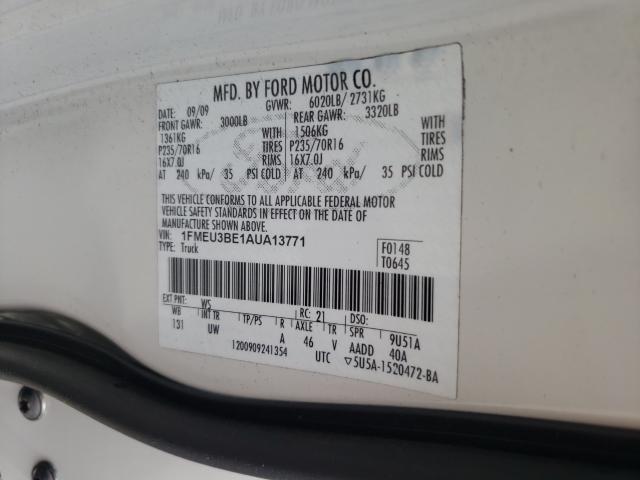 MFD. BY FORD MOTOR CO.
09/09 GVWR: 6020LB/ 2731KG
FRONT GAWR: 3000LB REAR GAWR: 3320LB
1361KG WITH 1506KG WITH
P235/70R16 TIRES P235/70R16 TIRES
16X7.0J RIMS 16X7.0J RIMS
AT 240 kPa/ 35 PSI COLD AT 240 kPa/ 35 PSI COLD
THIS VEHICLE CONFORMS TO ALL APPLICABLE FEDERAL MOTOR
VEHICLE SAFETY STANDARDS IN EFFECT ON THE DATE OF
MANUFACTURE SHOWN ABOVE.
VIN: 1FMEU3BE1AUA13771
TYPE: Truck
F0148
T0645
EXT PNT: WS RC: 21 DSO:
WB INT TR TP/PS R AXLE TR SPR 9U51A
131 UW A 46 V AADD 40A
1200909241354 UTC ▽5U5A-1520472-BA